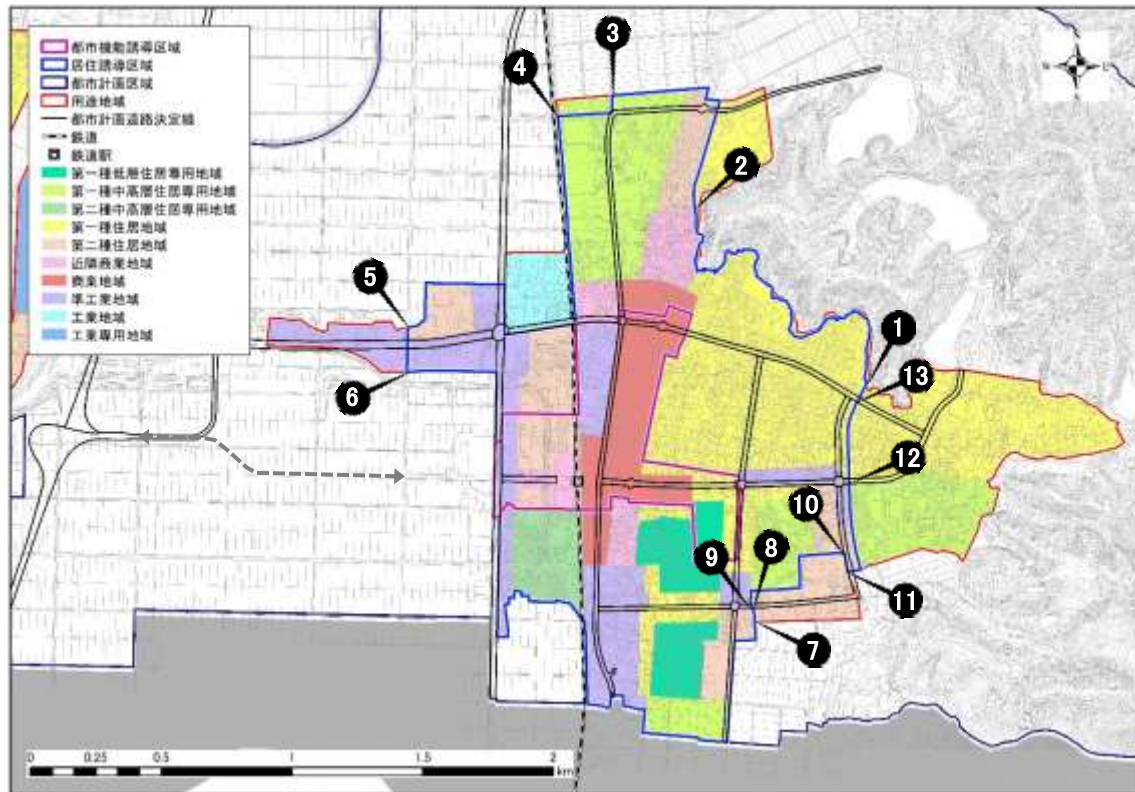 都市機能誘導区域
居住誘導区域
都市計画区域
用途地域
都市計画道路決定線
鉄道
鉄道駅
第一種低層住居専用地域
第一種中高層住居専用地域
第二種中高層住居専用地域
第一種住居地域
第二種住居地域
近隣商業地域
商業地域
準工業地域
工業地域
工業専用地域
3
4
W
E
2
5
1
13
6
12
10
9
8
11
7
0 0.25 0.5 1 1.5 2
km